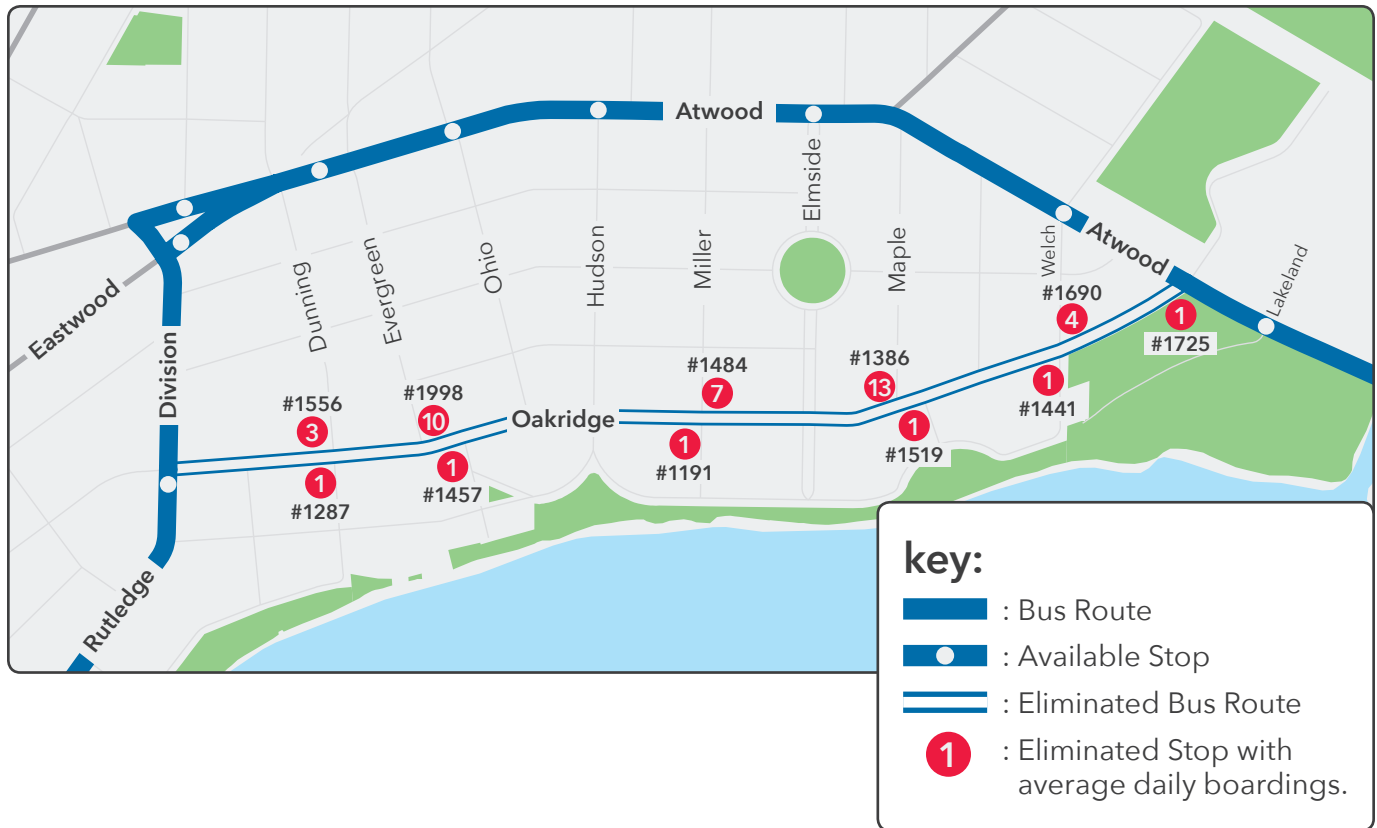 Atwood
Elmside
Eastwood
Dunning
Evergreen
Ohio
Hudson
Miller
Maple
Welch
Atwood
Lakeland
#1690
4
1
#1725
Division
#1484
7
#1386
13
#1556
3
#1998
10
Oakridge
1
#1441
1
#1287
1
#1457
1
#1191
1
#1519
Rutledge
key:
: Bus Route
: Available Stop
: Eliminated Bus Route
1
: Eliminated Stop with
average daily boardings.